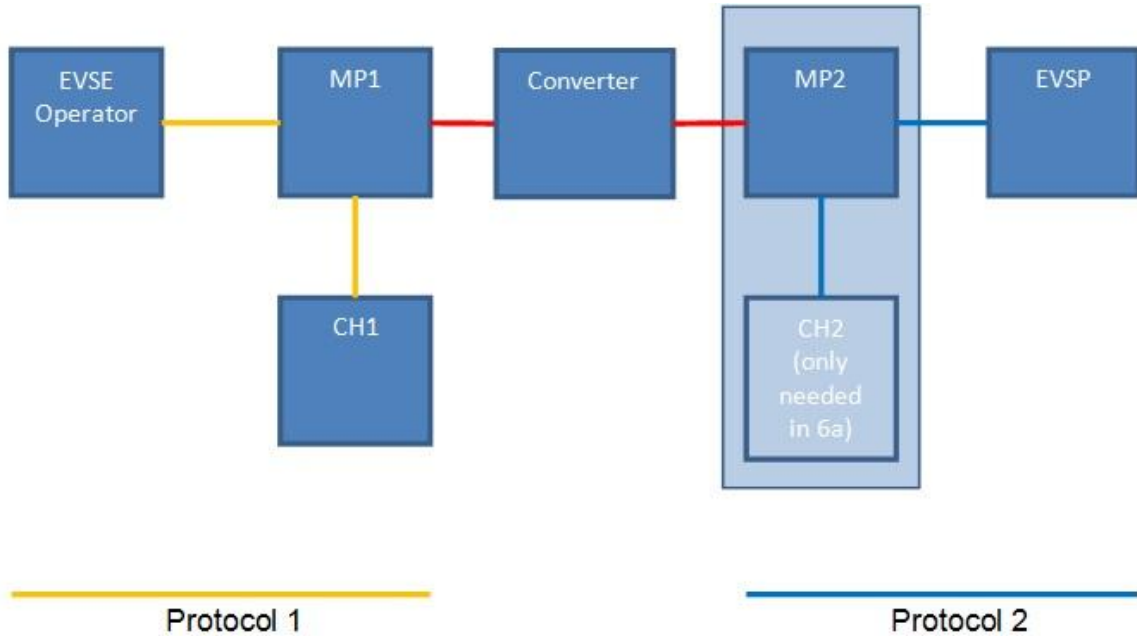 EVSE
Operator
MP1
Converter
MP2
EVSP
CH1
CH2
(only
needed
in 6a)
Protocol 1
Protocol 2